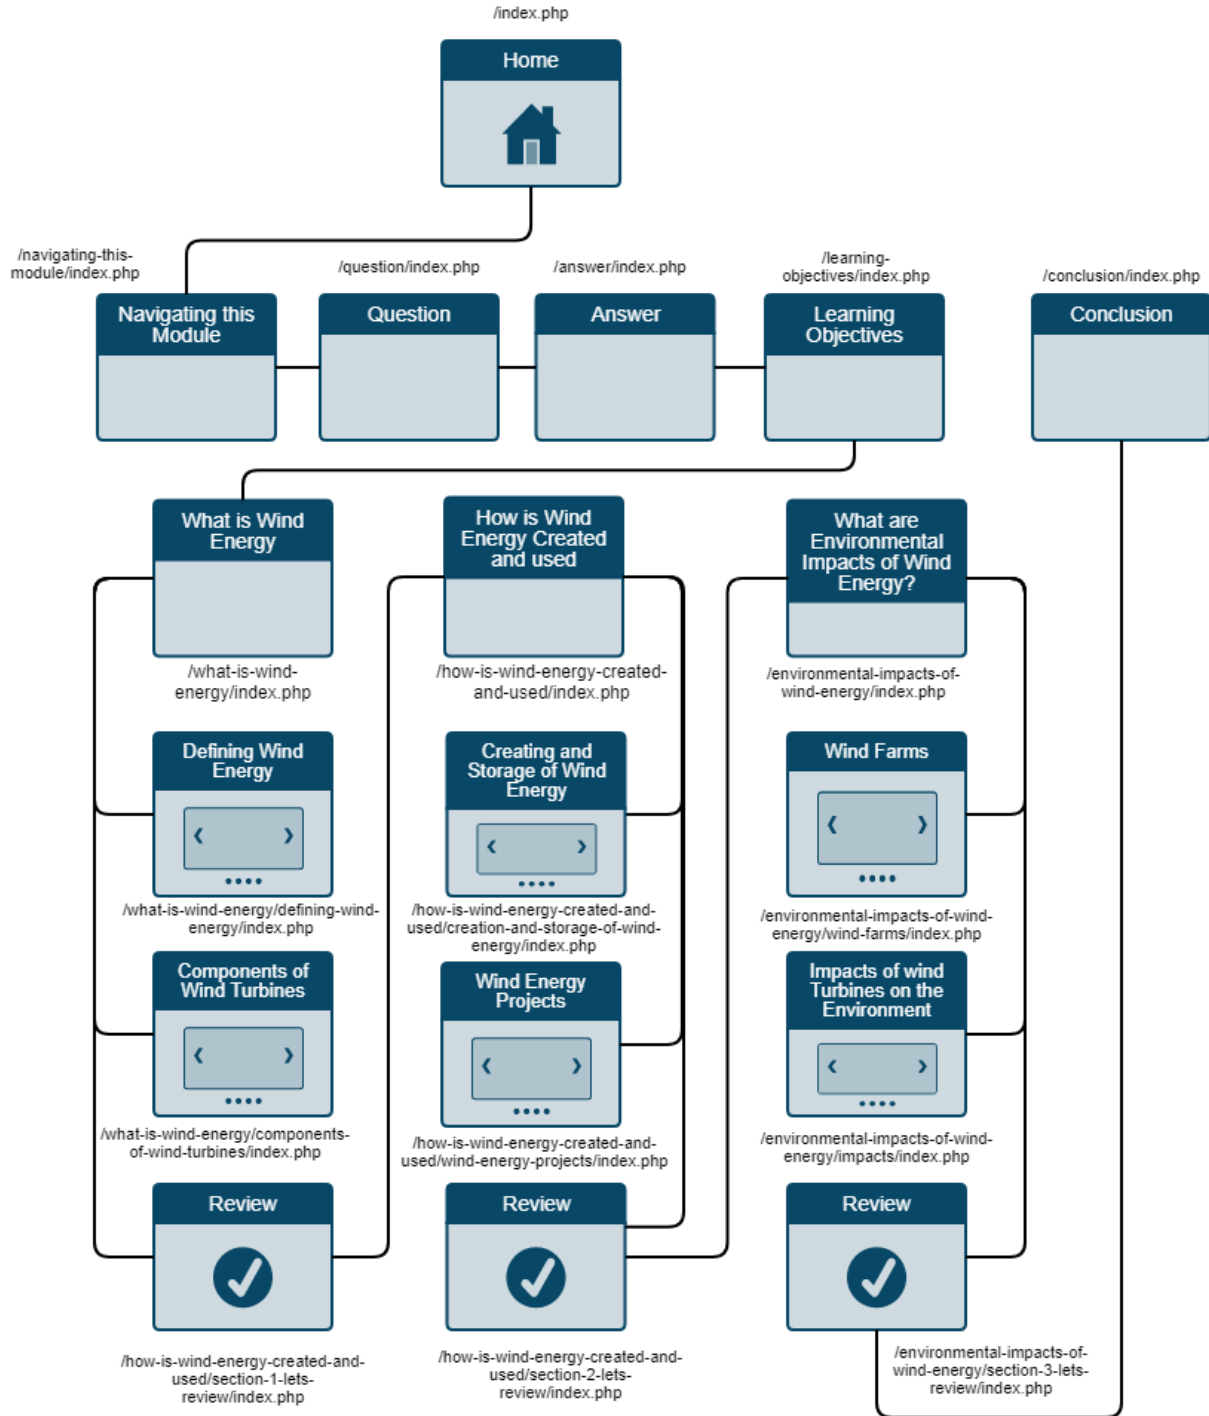 /index.php
Home
/navigating-this-
module/index.php
/question/index.php
/answer/index.php
/learning-
objectives/index.php
/conclusion/index.php
Navigating this
Module
Question
Answer
Learning
Objectives
Conclusion
What is Wind
Energy
/what-is-wind-
energy/index.php
How is Wind
Energy Created
and used
/how-is-wind-energy-created-
and-used/index.php
What are
Environmental
Impacts of Wind
Energy?
/environmental-impacts-of-
wind-energy/index.php
Defining Wind
Energy
/what-is-wind-energy/defining-wind-
energy/index.php
Creating and
Storage of Wind
Energy
/how-is-wind-energy-created-and-
used/creation-and-storage-of-wind-
energy/index.php
Wind Farms
/environmental-impacts-of-wind-
energy/wind-farms/index.php
Components of
Wind Turbines
/what-is-wind-energy/components-
of-wind-turbines/index.php
Wind Energy
Projects
/how-is-wind-energy-created-and-
used/wind-energy-projects/index.php
Impacts of wind
Turbines on the
Environment
/environmental-impacts-of-wind-
energy/impacts/index.php
Review
/how-is-wind-energy-created-and-
used/section-1-lets-
review/index.php
Review
/how-is-wind-energy-created-and-
used/section-2-lets-
review/index.php
Review
/environmental-impacts-of-
wind-energy/section-3-lets-
review/index.php